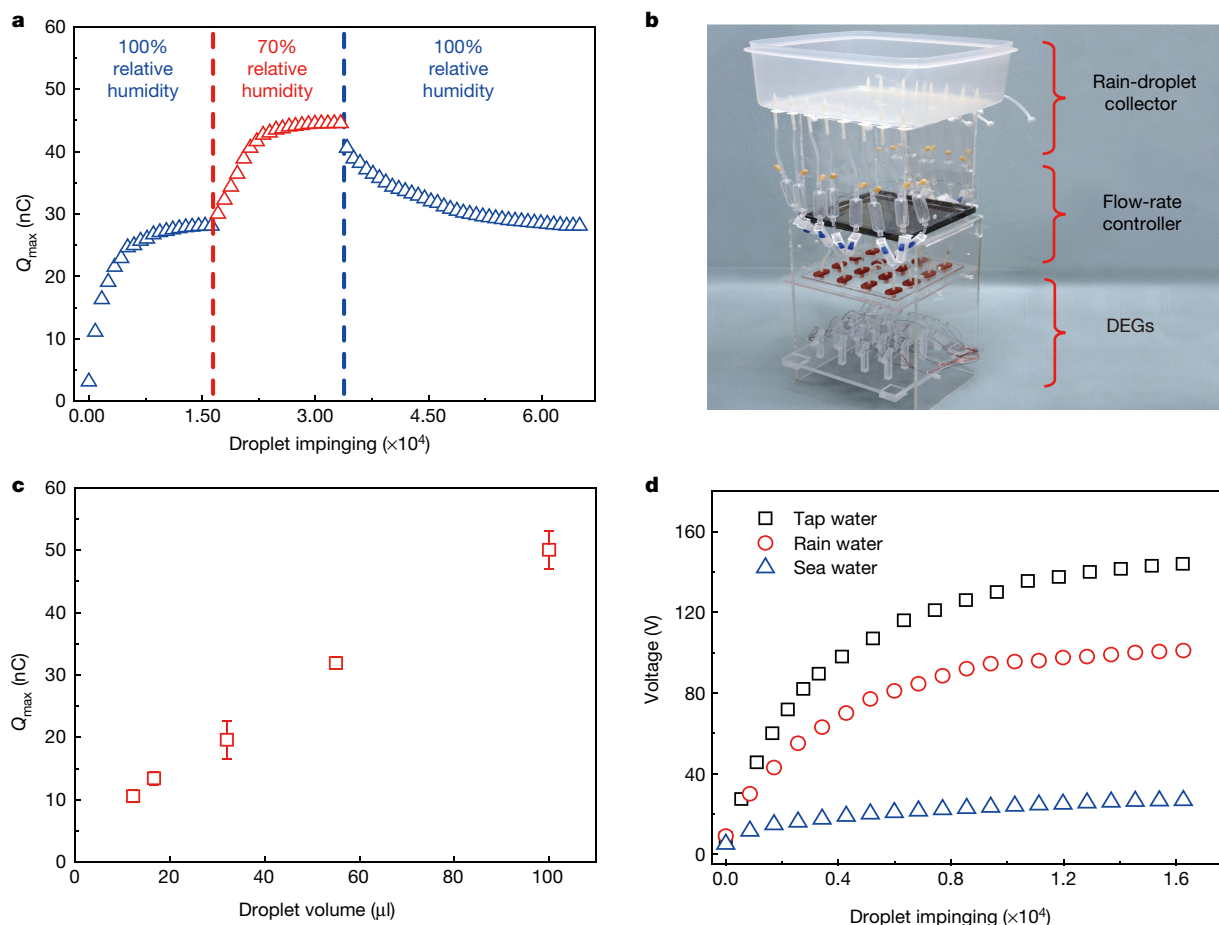 a
100%
relative
humidity
70%
relative
humidity
100%
relative
humidity
60
50
40
30
20
10
0
Qmax (nC)
0.00
1.50
3.00
4.50
6.00
Droplet impinging (×10⁴)
b
Rain-droplet
collector
Flow-rate
controller
DEGs
c
60
50
40
30
20
10
0
Qmax (nC)
0
20
40
60
80
100
Droplet volume (μl)
d
Tap water
Rain water
Sea water
160
120
80
40
0
Voltage (V)
0.0
0.4
0.8
1.2
1.6
Droplet impinging (×10⁴)